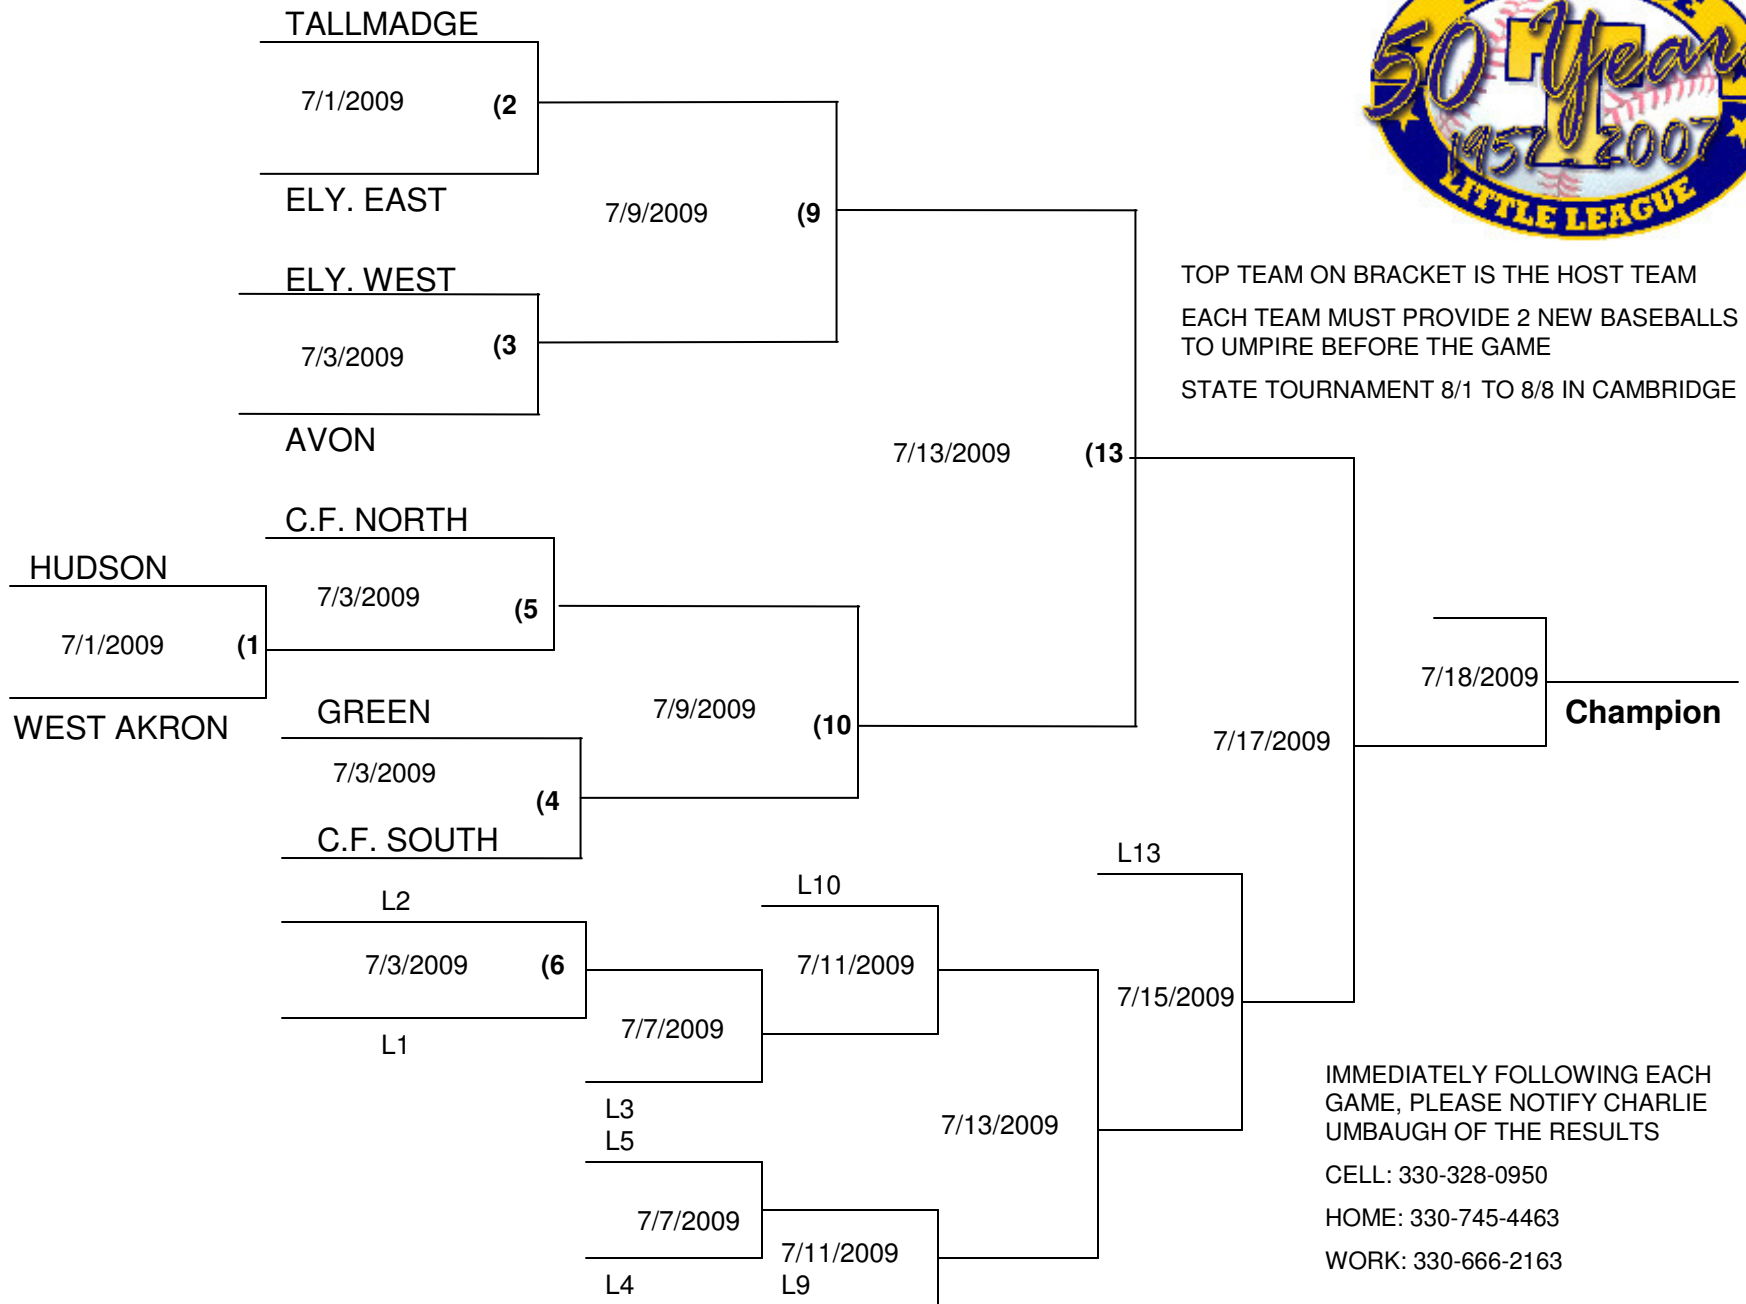 TALLMADGE
7/1/2009 (2
ELY. EAST
50 Years
1957 - 2007
LITTLE LEAGUE
7/9/2009 (9
ELY. WEST
7/3/2009 (3
AVON
TOP TEAM ON BRACKET IS THE HOST TEAM
EACH TEAM MUST PROVIDE 2 NEW BASEBALLS
TO UMPIRE BEFORE THE GAME
STATE TOURNAMENT 8/1 TO 8/8 IN CAMBRIDGE
7/13/2009 (13
C.F. NORTH
HUDSON
7/3/2009 (5
7/1/2009 (1
WEST AKRON
GREEN
7/9/2009 (10
7/3/2009 (4
C.F. SOUTH
7/18/2009
Champion
7/17/2009
L13
L2
L10
7/3/2009 (6
7/11/2009
7/15/2009
L1
7/7/2009
L3
L5
7/13/2009
7/7/2009
7/11/2009
L4
L9
IMMEDIATELY FOLLOWING EACH
GAME, PLEASE NOTIFY CHARLIE
UMBAUGH OF THE RESULTS
CELL: 330-328-0950
HOME: 330-745-4463
WORK: 330-666-2163